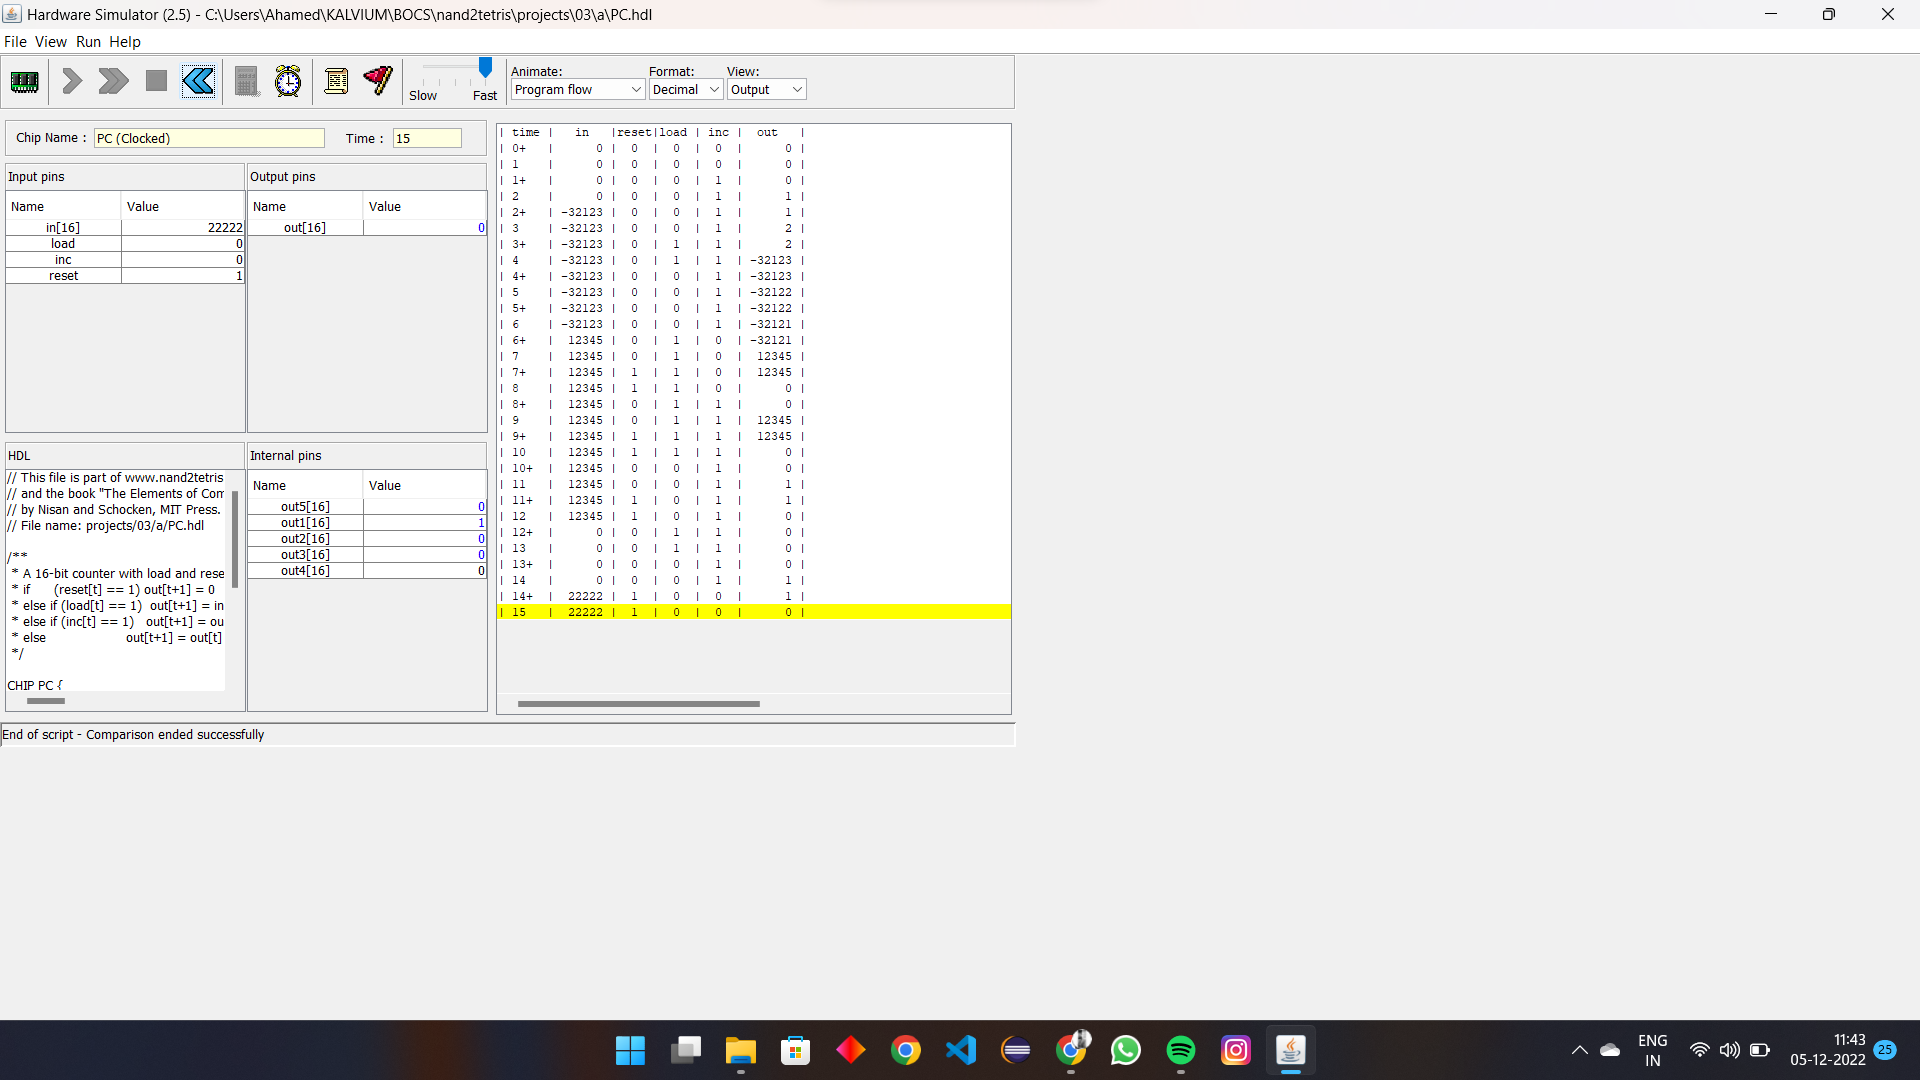 Hardware Simulator (2.5) - C:\Users\Ahamed\KALVIUM\BOCS\nand2tetris\projects\03\a\PC.hdl
File View Run Help
Slow Fast
Animate: Format: View:
Program flow Decimal Output
Chip Name : PC (Clocked) Time : 15
Input pins
Name Value
in[16] 22222
load 0
inc 0
reset 1
Output pins
Name Value
out[16] 0
HDL
// This file is part of www.nand2tetris
// and the book "The Elements of Com
// by Nisan and Schocken, MIT Press.
// File name: projects/03/a/PC.hdl
/**
* A 16-bit counter with load and rese
* if (reset[t] == 1) out[t+1] = 0
* else if (load[t] == 1) out[t+1] = in
* else if (inc[t] == 1) out[t+1] = ou
* else out[t+1] = out[t]
*/
CHIP PC {
Internal pins
Name Value
out5[16] 0
out1[16] 1
out2[16] 0
out3[16] 0
out4[16] 0
| time | in |reset|load | inc | out |
| 0+ | 0 | 0 | 0 | 0 | 0 |
| 1 | 0 | 0 | 0 | 0 | 0 |
| 1+ | 0 | 0 | 0 | 1 | 0 |
| 2 | 0 | 0 | 0 | 1 | 1 |
| 2+ | -32123 | 0 | 0 | 1 | 1 |
| 3 | -32123 | 0 | 0 | 1 | 2 |
| 3+ | -32123 | 0 | 1 | 1 | 2 |
| 4 | -32123 | 0 | 1 | 1 | -32123 |
| 4+ | -32123 | 0 | 0 | 1 | -32123 |
| 5 | -32123 | 0 | 0 | 1 | -32122 |
| 5+ | -32123 | 0 | 0 | 1 | -32122 |
| 6 | -32123 | 0 | 0 | 1 | -32121 |
| 6+ | 12345 | 0 | 1 | 0 | -32121 |
| 7 | 12345 | 0 | 1 | 0 | 12345 |
| 7+ | 12345 | 1 | 1 | 0 | 12345 |
| 8 | 12345 | 1 | 1 | 0 | 0 |
| 8+ | 12345 | 0 | 1 | 1 | 0 |
| 9 | 12345 | 0 | 1 | 1 | 12345 |
| 9+ | 12345 | 1 | 1 | 1 | 12345 |
| 10 | 12345 | 1 | 1 | 1 | 0 |
| 10+ | 12345 | 0 | 0 | 1 | 0 |
| 11 | 12345 | 0 | 0 | 1 | 1 |
| 11+ | 12345 | 1 | 0 | 1 | 1 |
| 12 | 12345 | 1 | 0 | 1 | 0 |
| 12+ | 0 | 0 | 1 | 1 | 0 |
| 13 | 0 | 0 | 1 | 1 | 0 |
| 13+ | 0 | 0 | 0 | 1 | 0 |
| 14 | 0 | 0 | 0 | 1 | 1 |
| 14+ | 22222 | 1 | 0 | 0 | 1 |
| 15 | 22222 | 1 | 0 | 0 | 0 |
End of script - Comparison ended successfully
ENG
IN
11:43
05-12-2022
25